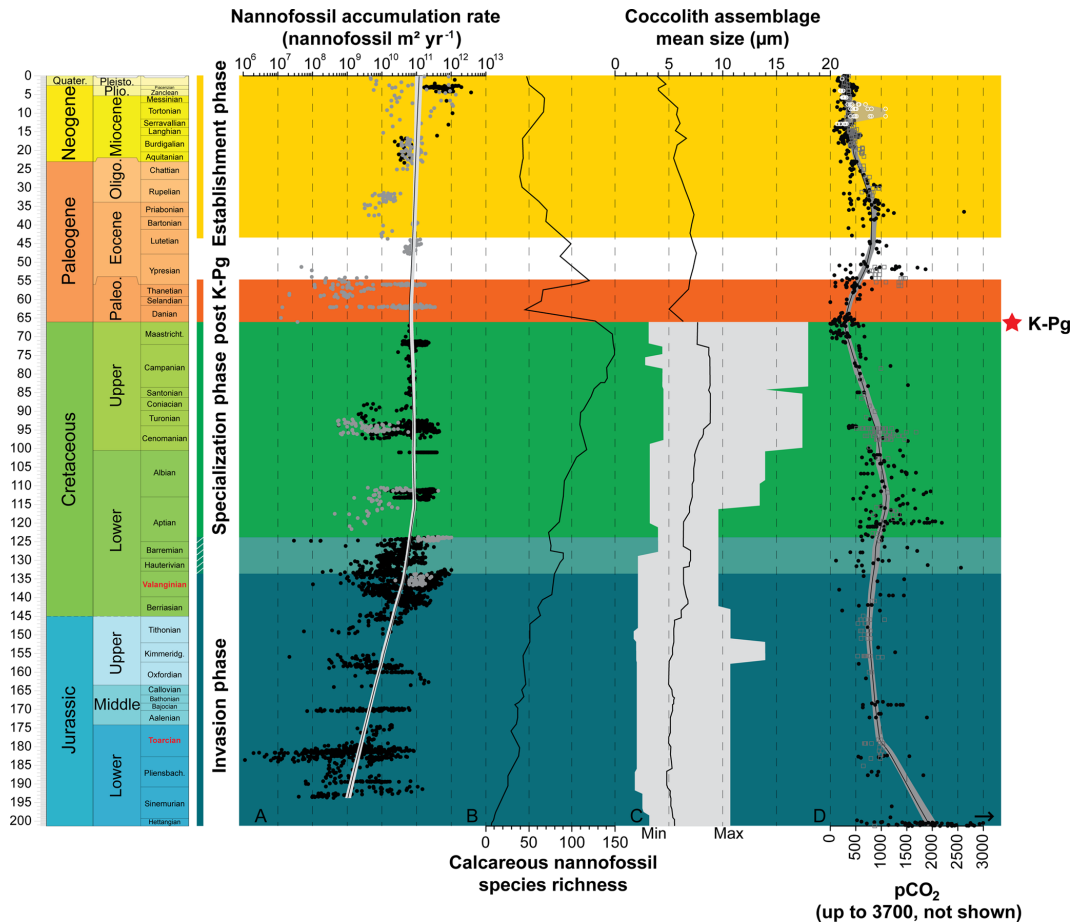 Nannofossil accumulation rate
(nannofossil m² yr⁻¹)
Coccolith assemblage
mean size (µm)
10⁶ 10⁷ 10⁸ 10⁹ 10¹⁰ 10¹¹ 10¹² 10¹³
0 5 10 15 20
0
5
10
15
20
25
30
35
40
45
50
55
60
65
70
75
80
85
90
95
100
105
110
115
120
125
130
135
140
145
150
155
160
165
170
175
180
185
190
195
200
Neogene
Paleogene
Cretaceous
Jurassic
Quater.
Plio.
Miocene
Oligo.
Eocene
Paleo.
Upper
Lower
Upper
Middle
Lower
Pleisto.
Zanclean
Messinian
Tortonian
Serravallian
Langhian
Burdigalian
Aquitanian
Chattian
Rupelian
Priabonian
Bartonian
Lutetian
Ypresian
Thanetian
Selandian
Danian
Maastricht.
Campanian
Santonian
Coniacian
Turonian
Cenomanian
Albian
Aptian
Barremian
Hauterivian
Valanginian
Berriasian
Tithonian
Kimmeridg.
Oxfordian
Callovian
Bathonian
Bajocian
Aalenian
Toarcian
Pliensbach.
Sinemurian
Hettangian
Establishment phase
post K-Pg
Specialization phase
Invasion phase
K-Pg
A
B
C
D
Min
Max
0 50 100 150
Calcareous nannofossil
species richness
0
500
1000
1500
2000
2500
3000
pCO₂
(up to 3700, not shown)